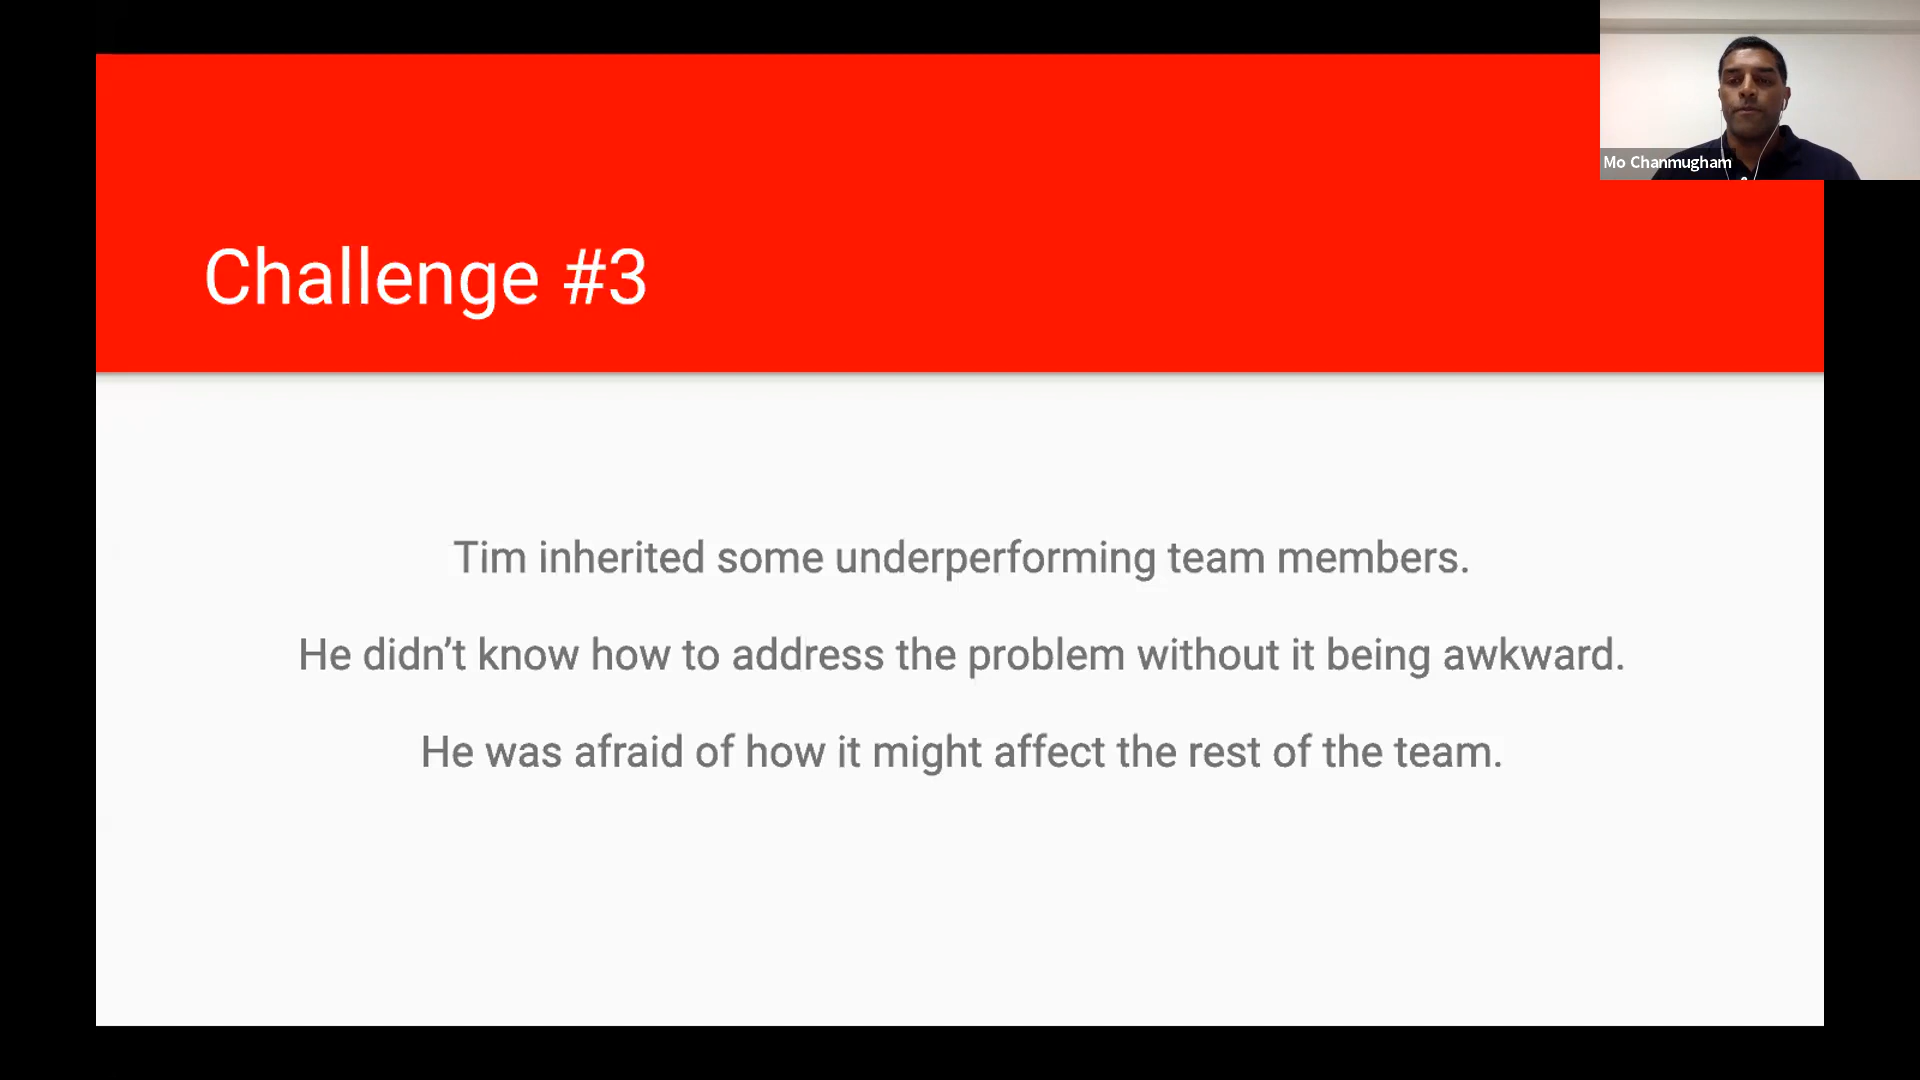 Mo Chanmugham
Challenge #3
Tim inherited some underperforming team members.
He didn’t know how to address the problem without it being awkward.
He was afraid of how it might affect the rest of the team.